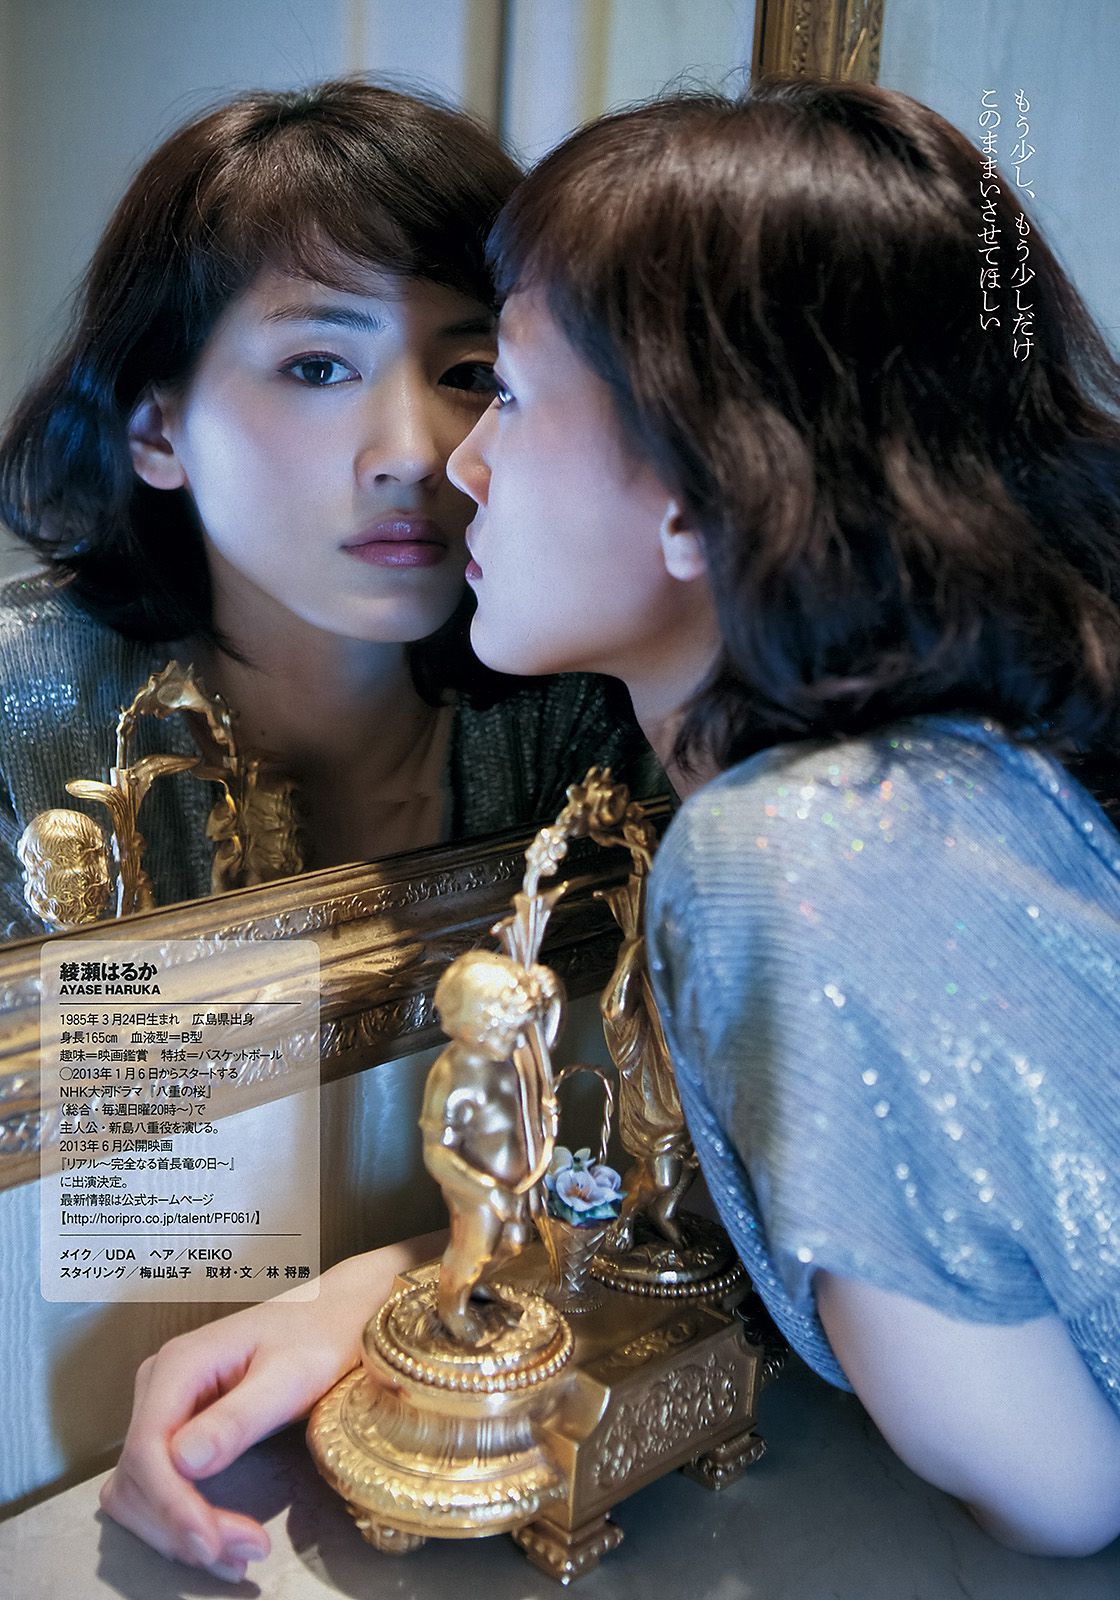 もう少し、もう少しだけ
このままいさせてほしい
綾瀬はるか
AYASE HARUKA
1985年3月24日生まれ　広島県出身
身長165㎝　血液型＝B型
趣味＝映画鑑賞　特技＝バスケットボール
◯2013年1月6日からスタートする
NHK大河ドラマ『八重の桜』
（総合・毎週日曜20時〜）で
主人公・新島八重役を演じる。
2013年6月公開映画
『リアル〜完全なる首長竜の日〜』
に出演決定。
最新情報は公式ホームページ
【http://horipro.co.jp/talent/PF061/】
メイク／UDA　ヘア／KEIKO
スタイリング／梅山弘子　取材・文／林 将勝